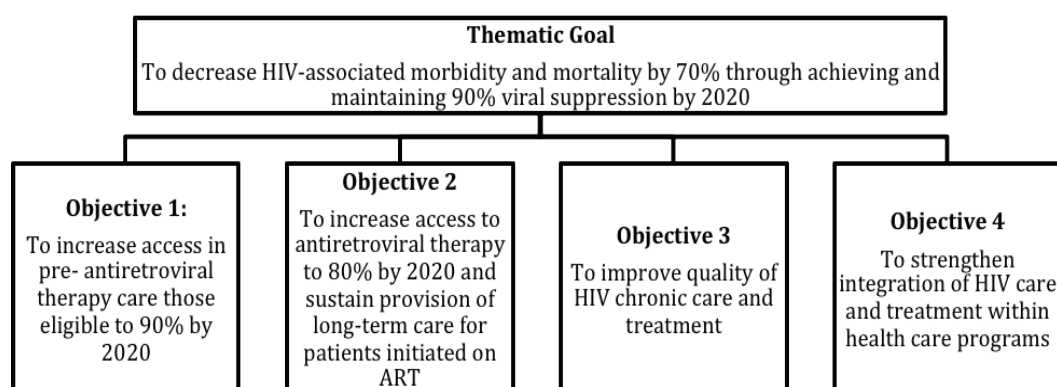 Thematic Goal
To decrease HIV-associated morbidity and mortality by 70% through achieving and
maintaining 90% viral suppression by 2020
Objective 1:
To increase access in
pre- antiretroviral
therapy care those
eligible to 90% by
2020
Objective 2
To increase access to
antiretroviral therapy
to 80% by 2020 and
sustain provision of
long-term care for
patients initiated on
ART
Objective 3
To improve quality of
HIV chronic care and
treatment
Objective 4
To strengthen
integration of HIV care
and treatment within
health care programs